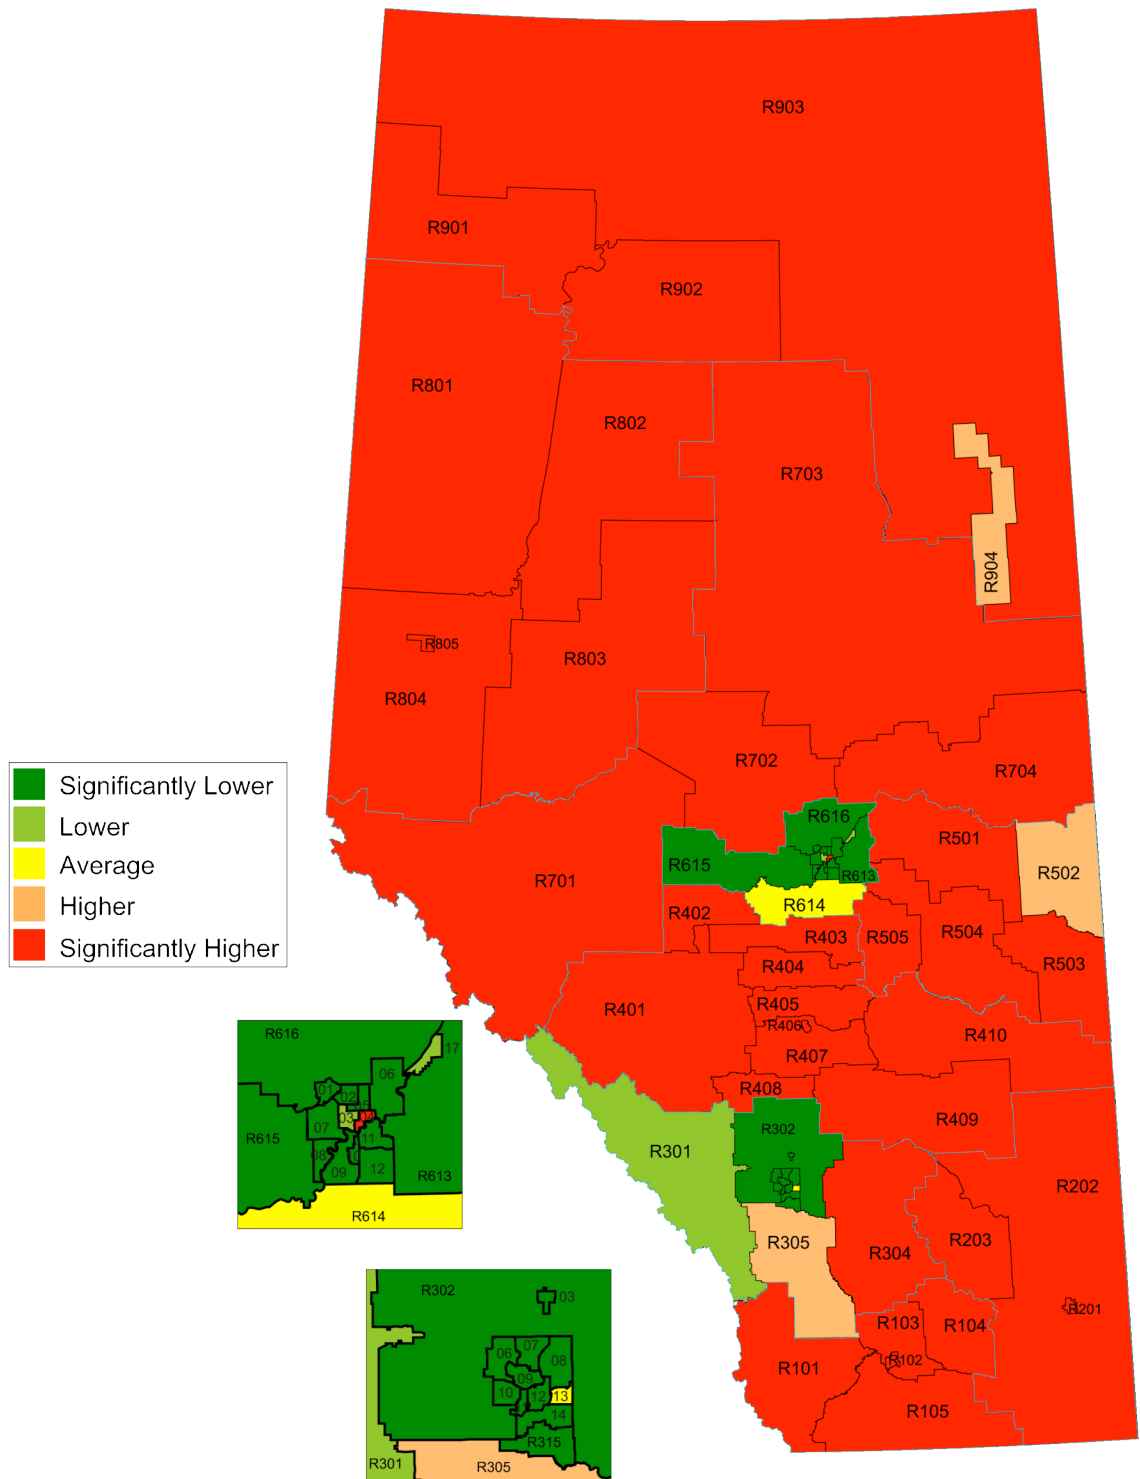 R903
R901
R902
R801
R802
R703
R904
R805
R803
R804
R702
R704
Significantly Lower
Lower
Average
Higher
Significantly Higher
R616
R501
R615
R613
R502
R701
R614
R402
R403
R505
R504
R404
R503
R405
R401
R406
R410
R407
R408
R409
R302
R301
R202
R305
R304
R203
R201
R103
R104
R102
R101
R105
R616
17
06
01
02
03
04
07
11
R615
08
09
12
R613
R614
R302
03
07
06
08
09
10
12
13
14
R315
R301
R305